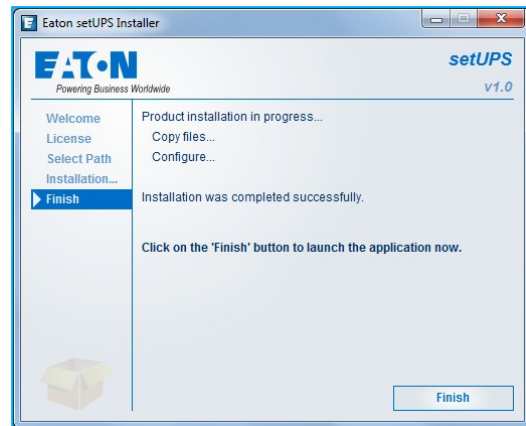 Eaton setUPS Installer
EATON
Powering Business Worldwide
setUPS
v1.0
Welcome
License
Select Path
Installation...
Finish
Product installation in progress...
Copy files...
Configure...
Installation was completed successfully.
Click on the 'Finish' button to launch the application now.
Finish